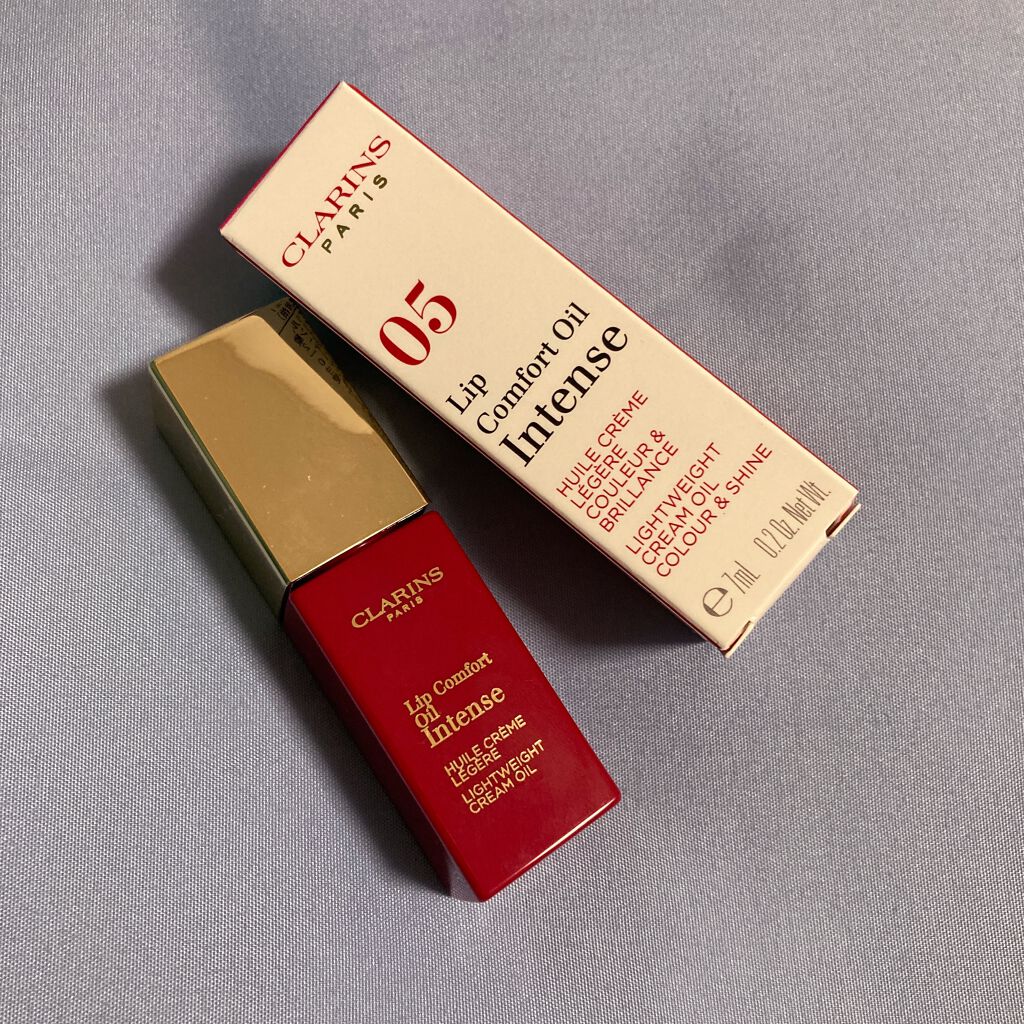 CLARINS
PARIS
05
Lip
Comfort Oil
Intense
HUILE CRÈME
LÉGÈRE
COULEUR &
BRILLANCE
LIGHTWEIGHT
CREAM OIL
COLOUR & SHINE
e 7mL 0.2 Oz. Net Wt.
CLARINS
PARIS
Lip Comfort
Oil
Intense
HUILE CRÈME
LÉGÈRE
LIGHTWEIGHT
CREAM OIL